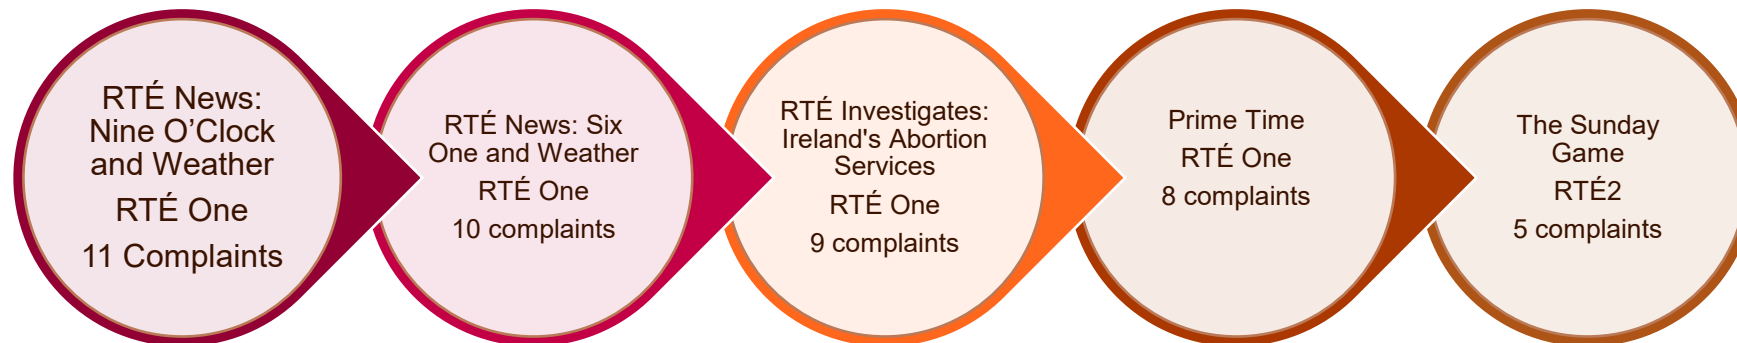 RTÉ News:
Nine O’Clock
and Weather
RTÉ One
11 Complaints
RTÉ News: Six
One and Weather
RTÉ One
10 complaints
RTÉ Investigates:
Ireland's Abortion
Services
RTÉ One
9 complaints
Prime Time
RTÉ One
8 complaints
The Sunday
Game
RTÉ2
5 complaints